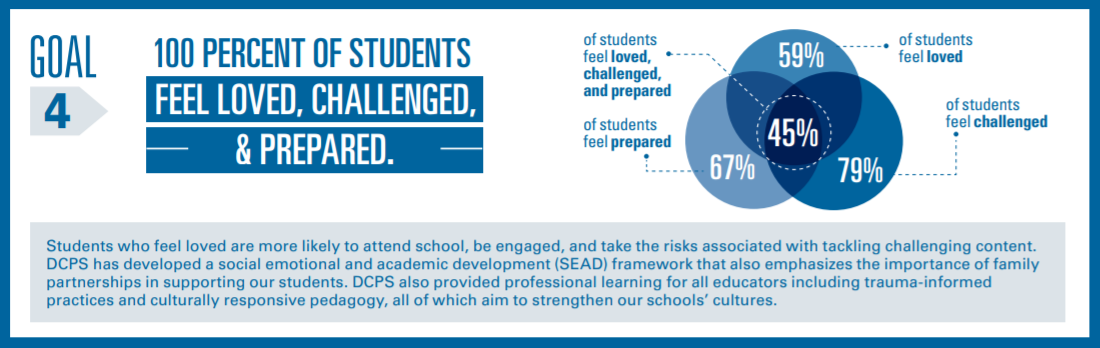 GOAL
4
100 PERCENT OF STUDENTS
FEEL LOVED, CHALLENGED,
& PREPARED.
of students
feel loved,
challenged,
and prepared
59%
of students
feel loved
of students
feel prepared
45%
of students
feel challenged
67%
79%
Students who feel loved are more likely to attend school, be engaged, and take the risks associated with tackling challenging content.
DCPS has developed a social emotional and academic development (SEAD) framework that also emphasizes the importance of family
partnerships in supporting our students. DCPS also provided professional learning for all educators including trauma-informed
practices and culturally responsive pedagogy, all of which aim to strengthen our schools’ cultures.